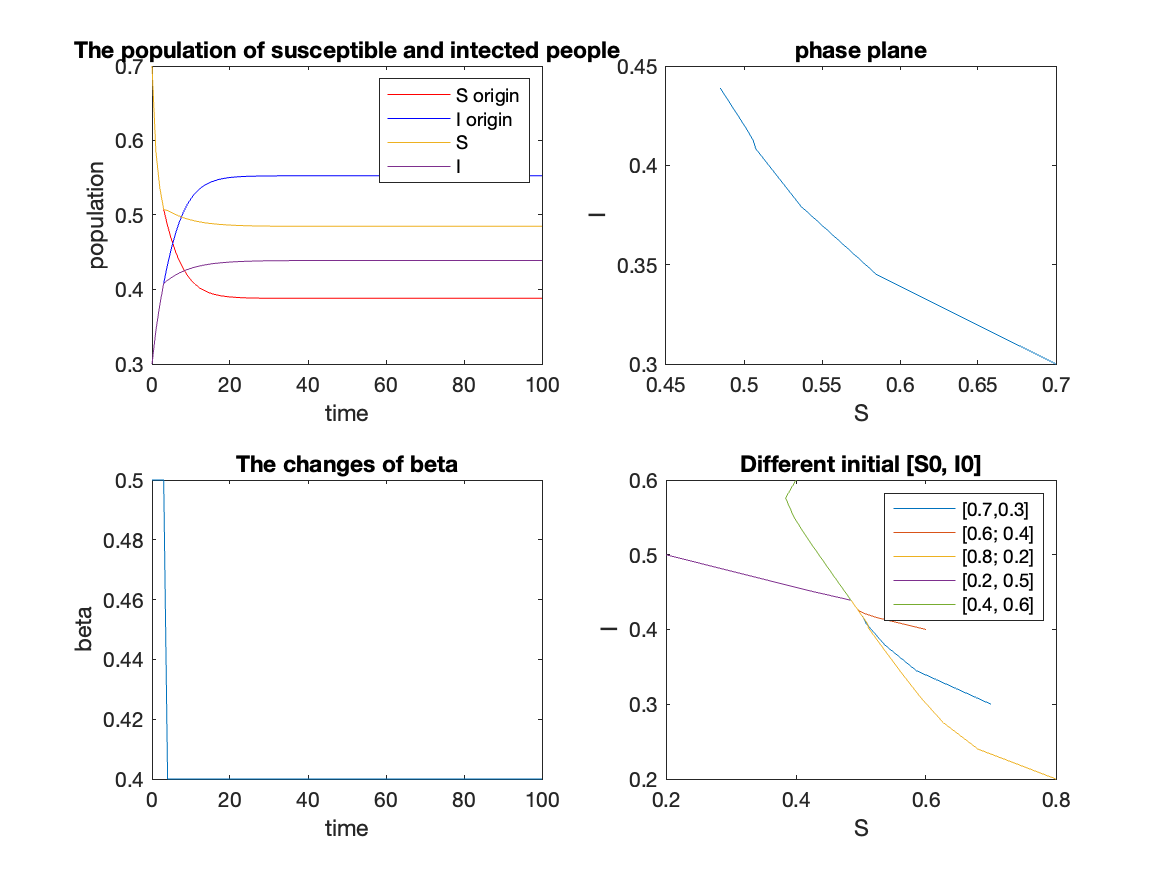 The population of susceptible and intected people
0.7
0.6
0.5
0.4
0.3
population
0
20
40
60
80
100
time
S origin
I origin
S
I
phase plane
0.45
0.4
0.35
0.3
I
0.45
0.5
0.55
0.6
0.65
0.7
S
The changes of beta
0.5
0.48
0.46
0.44
0.42
0.4
beta
0
20
40
60
80
100
time
Different initial [S0, I0]
0.6
0.5
0.4
0.3
0.2
I
0.2
0.4
0.6
0.8
S
[0.7,0.3]
[0.6; 0.4]
[0.8; 0.2]
[0.2, 0.5]
[0.4, 0.6]